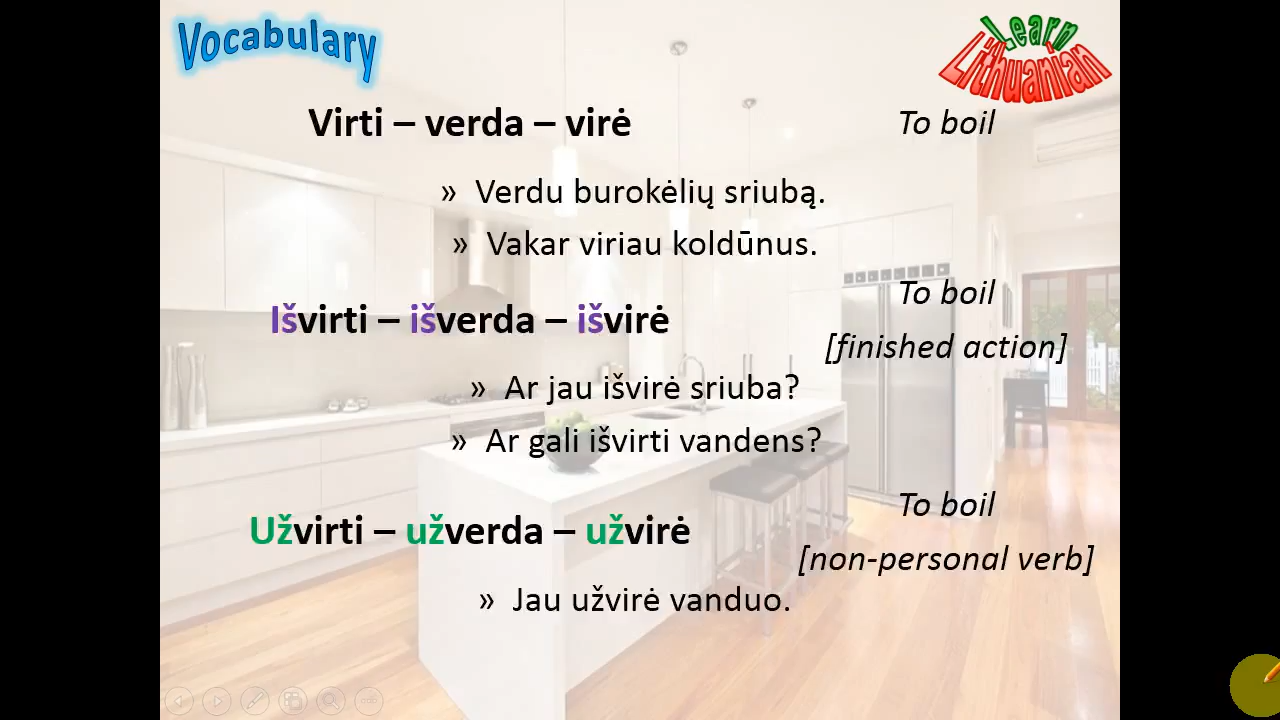 Vocabulary
Learn
Lithuanian
Virti – verda – virė
To boil
» Verdu burokėlių sriubą.
» Vakar viriau koldūnus.
Išvirti – išverda – išvirė
To boil
[finished action]
» Ar jau išvirė sriuba?
» Ar gali išvirti vandens?
Užvirti – užverda – užvirė
To boil
[non-personal verb]
» Jau užvirė vanduo.